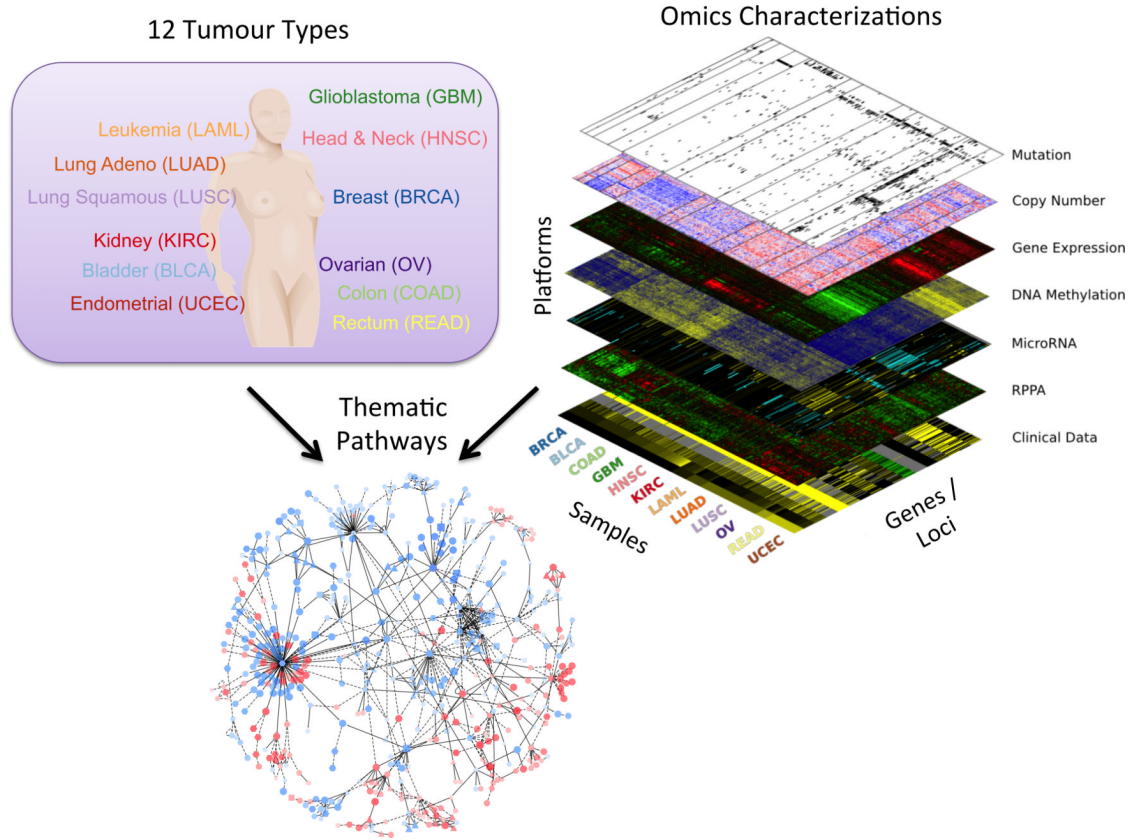 12 Tumour Types
Glioblastoma (GBM)
Leukemia (LAML)
Head & Neck (HNSC)
Lung Adeno (LUAD)
Lung Squamous (LUSC)
Breast (BRCA)
Kidney (KIRC)
Bladder (BLCA)
Ovarian (OV)
Endometrial (UCEC)
Colon (COAD)
Rectum (READ)
Omics Characterizations
Platforms
Mutation
Copy Number
Gene Expression
DNA Methylation
MicroRNA
RPPA
Clinical Data
BRCA
BLCA
COAD
GBM
HNSC
KIRC
LAML
LUAD
LUSC
OV
READ
UCEC
Samples
Genes /
Loci
Thematic
Pathways